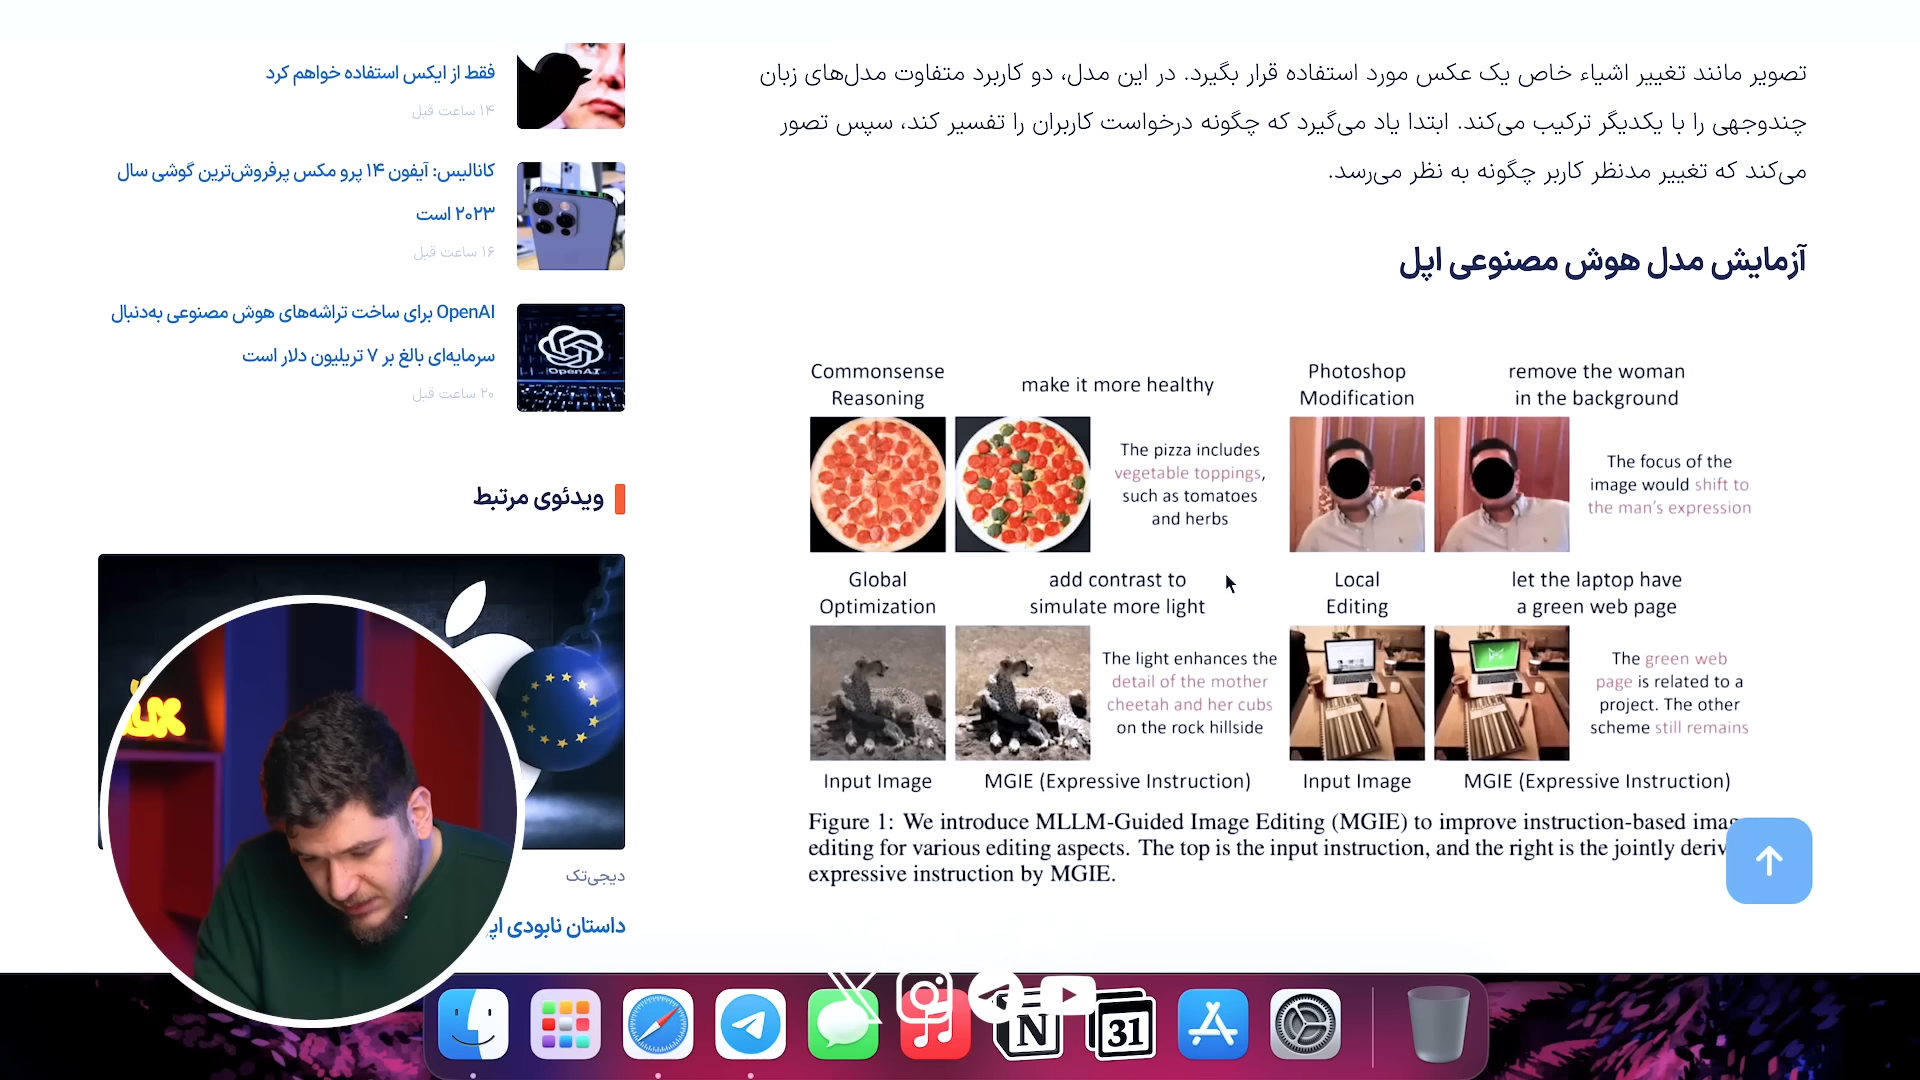 تصویر مانند تغییر اشیاء خاص یک عکس مورد استفاده قرار بگیرد. در این مدل، دو کاربرد متفاوت مدل‌های زبان
چندوجهی را با یکدیگر ترکیب می‌کند. ابتدا یاد می‌گیرد که چگونه درخواست کاربران را تفسیر کند، سپس تصور
می‌کند که تغییر مدنظر کاربر چگونه به نظر می‌رسد.
آزمایش مدل هوش مصنوعی اپل
Commonsense
Reasoning
make it more healthy
The pizza includes
vegetable toppings,
such as tomatoes
and herbs
Photoshop
Modification
remove the woman
in the background
The focus of the
image would shift to
the man's expression
Global
Optimization
add contrast to
simulate more light
The light enhances the
detail of the mother
cheetah and her cubs
on the rock hillside
Local
Editing
let the laptop have
a green web page
The green web
page is related to a
project. The other
scheme still remains
Input Image
MGIE (Expressive Instruction)
Input Image
MGIE (Expressive Instruction)
Figure 1: We introduce MLLM-Guided Image Editing (MGIE) to improve instruction-based
editing for various editing aspects. The top is the input instruction, and the right is the jointly
expressive instruction by MGIE.
فقط از ایکس استفاده خواهم کرد
۱۴ ساعت قبل
کانالیس: آیفون ۱۴ پرو مکس پرفروش‌ترین گوشی سال
۲۰۲۳ است
۱۶ ساعت قبل
OpenAI برای ساخت تراشه‌های هوش مصنوعی به‌دنبال
سرمایه‌ای بالغ بر ۷ تریلیون دلار است
۲۰ ساعت قبل
OpenAI
ویدئوی مرتبط
دیجی‌تک
داستان نابودی
N
31